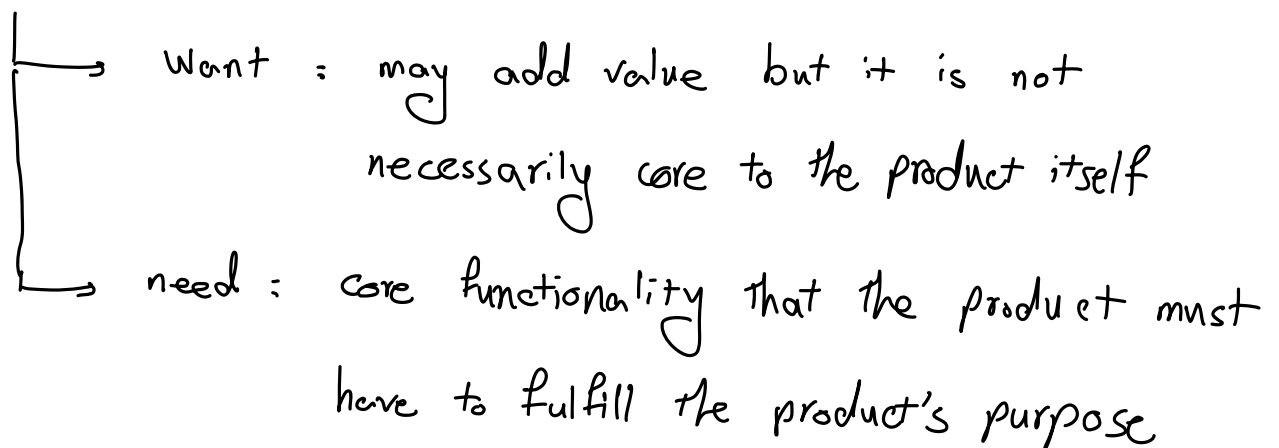 Want : may add value but it is not
necessarily core to the product itself
need : core functionality that the product must
have to fulfill the product's purpose